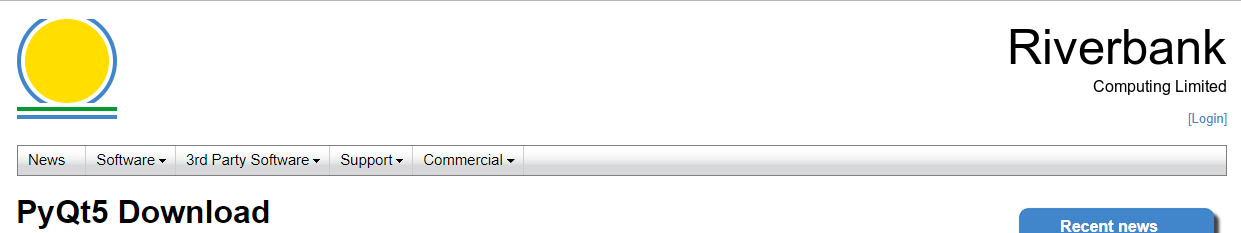 Riverbank
Computing Limited
[Login]
News Software 3rd Party Software Support Commercial
PyQt5 Download
Recent news